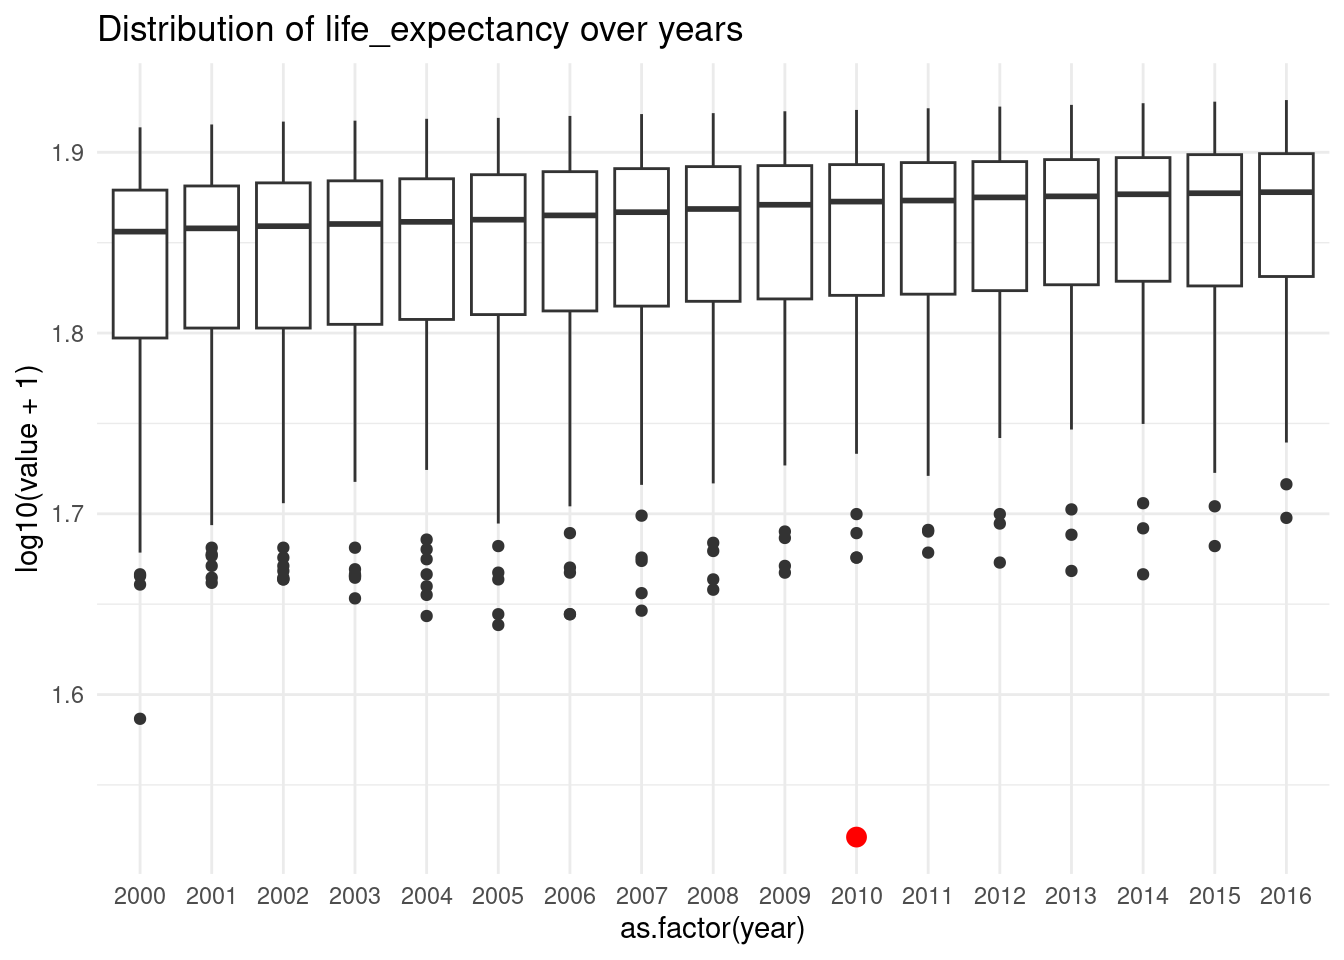 Distribution of life_expectancy over years
log10(value + 1)
1.9
1.8
1.7
1.6
2000 2001 2002 2003 2004 2005 2006 2007 2008 2009 2010 2011 2012 2013 2014 2015 2016
as.factor(year)